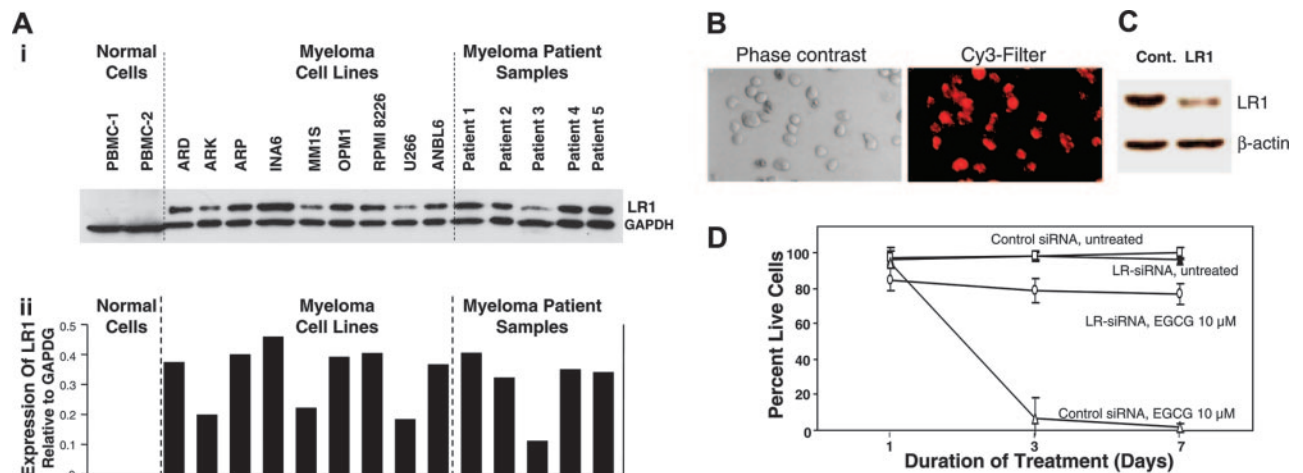 A
i
Normal
Cells
Myeloma
Cell Lines
Myeloma Patient
Samples
PBMC-1
PBMC-2
ARD
ARK
ARP
INA6
MM1S
OPM1
RPMI 8226
U266
ANBL6
Patient 1
Patient 2
Patient 3
Patient 4
Patient 5
LR1
GAPDH
ii
Normal
Cells
Myeloma
Cell Lines
Myeloma Patient
Samples
Expression Of LR1
Relative to GAPDG
0.5
0.4
0.3
0.2
0.1
B
Phase contrast
Cy3-Filter
C
Cont. LR1
LR1
β-actin
D
Percent Live Cells
100
80
60
40
20
0
Control siRNA, untreated
LR-siRNA, untreated
LR-siRNA, EGCG 10 µM
Control siRNA, EGCG 10 µM
1
3
7
Duration of Treatment (Days)